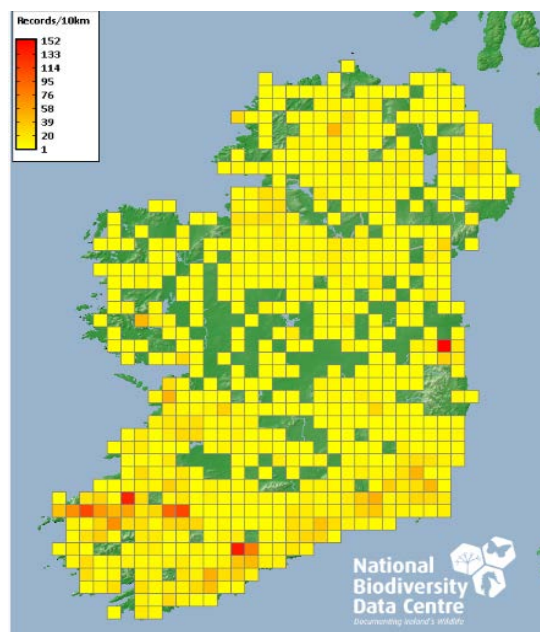 Records/10km
152
133
114
95
76
58
39
20
1
National
Biodiversity
Data Centre
Documenting Ireland's Wildlife